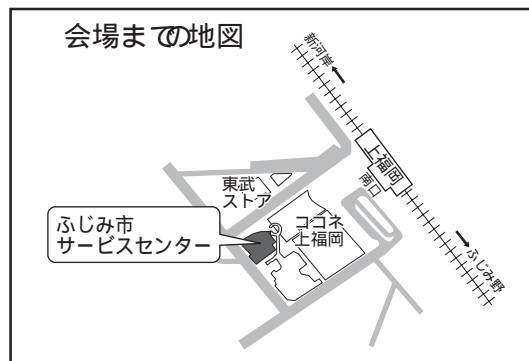 会場までの地図
新河岸
上福岡
南口
東武
ストア
ココネ
上福岡
ふじみ市
サービスセンター
ふじみ野